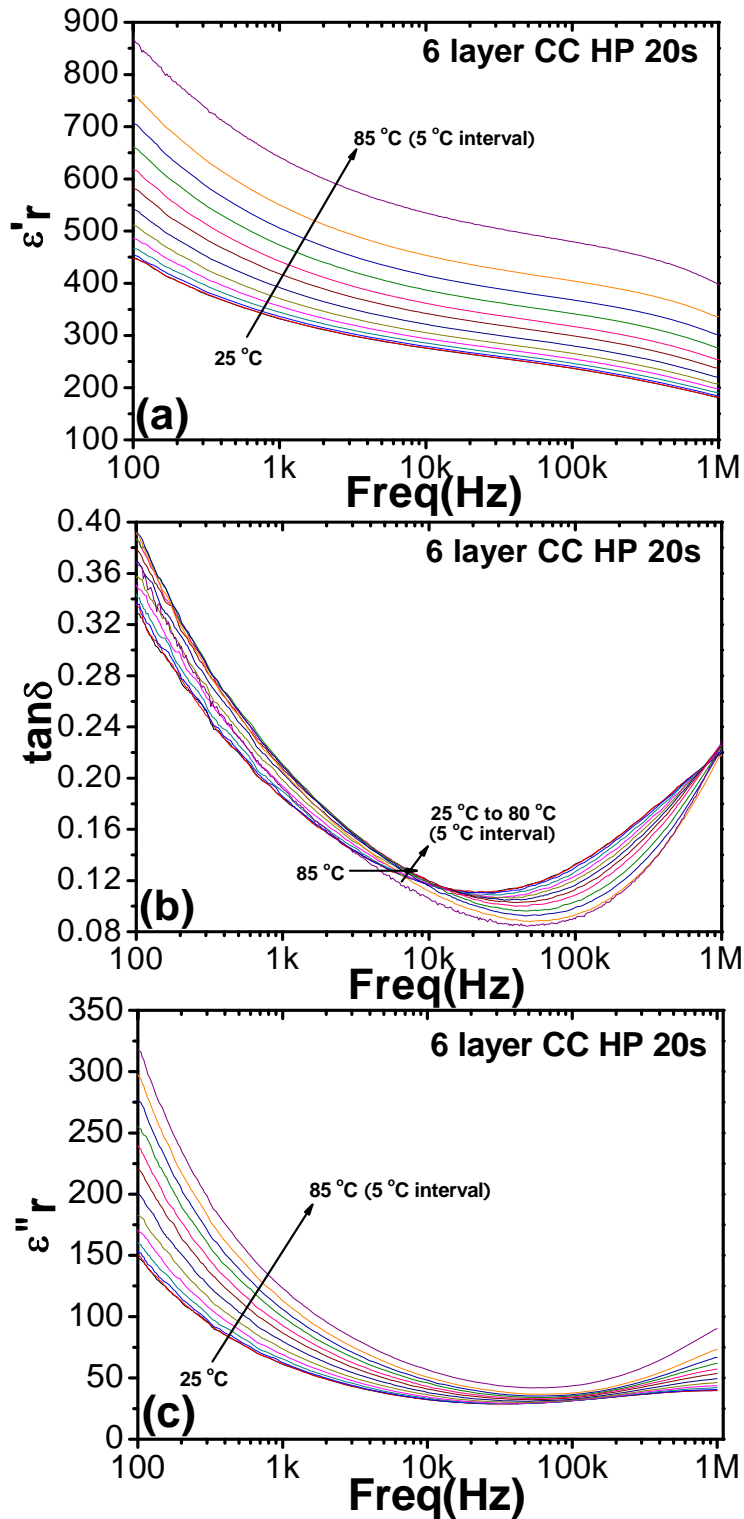 900
800
700
600
500
400
300
200
100
ε'r
6 layer CC HP 20s
85 °C (5 °C interval)
25 °C
(a)
100
1k
10k
100k
1M
Freq(Hz)
0.40
0.36
0.32
0.28
0.24
0.20
0.16
0.12
0.08
tanδ
6 layer CC HP 20s
25 °C to 80 °C
(5 °C interval)
85 °C
(b)
100
1k
10k
100k
1M
Freq(Hz)
350
300
250
200
150
100
50
0
ε"r
6 layer CC HP 20s
85 °C (5 °C interval)
25 °C
(c)
100
1k
10k
100k
1M
Freq(Hz)